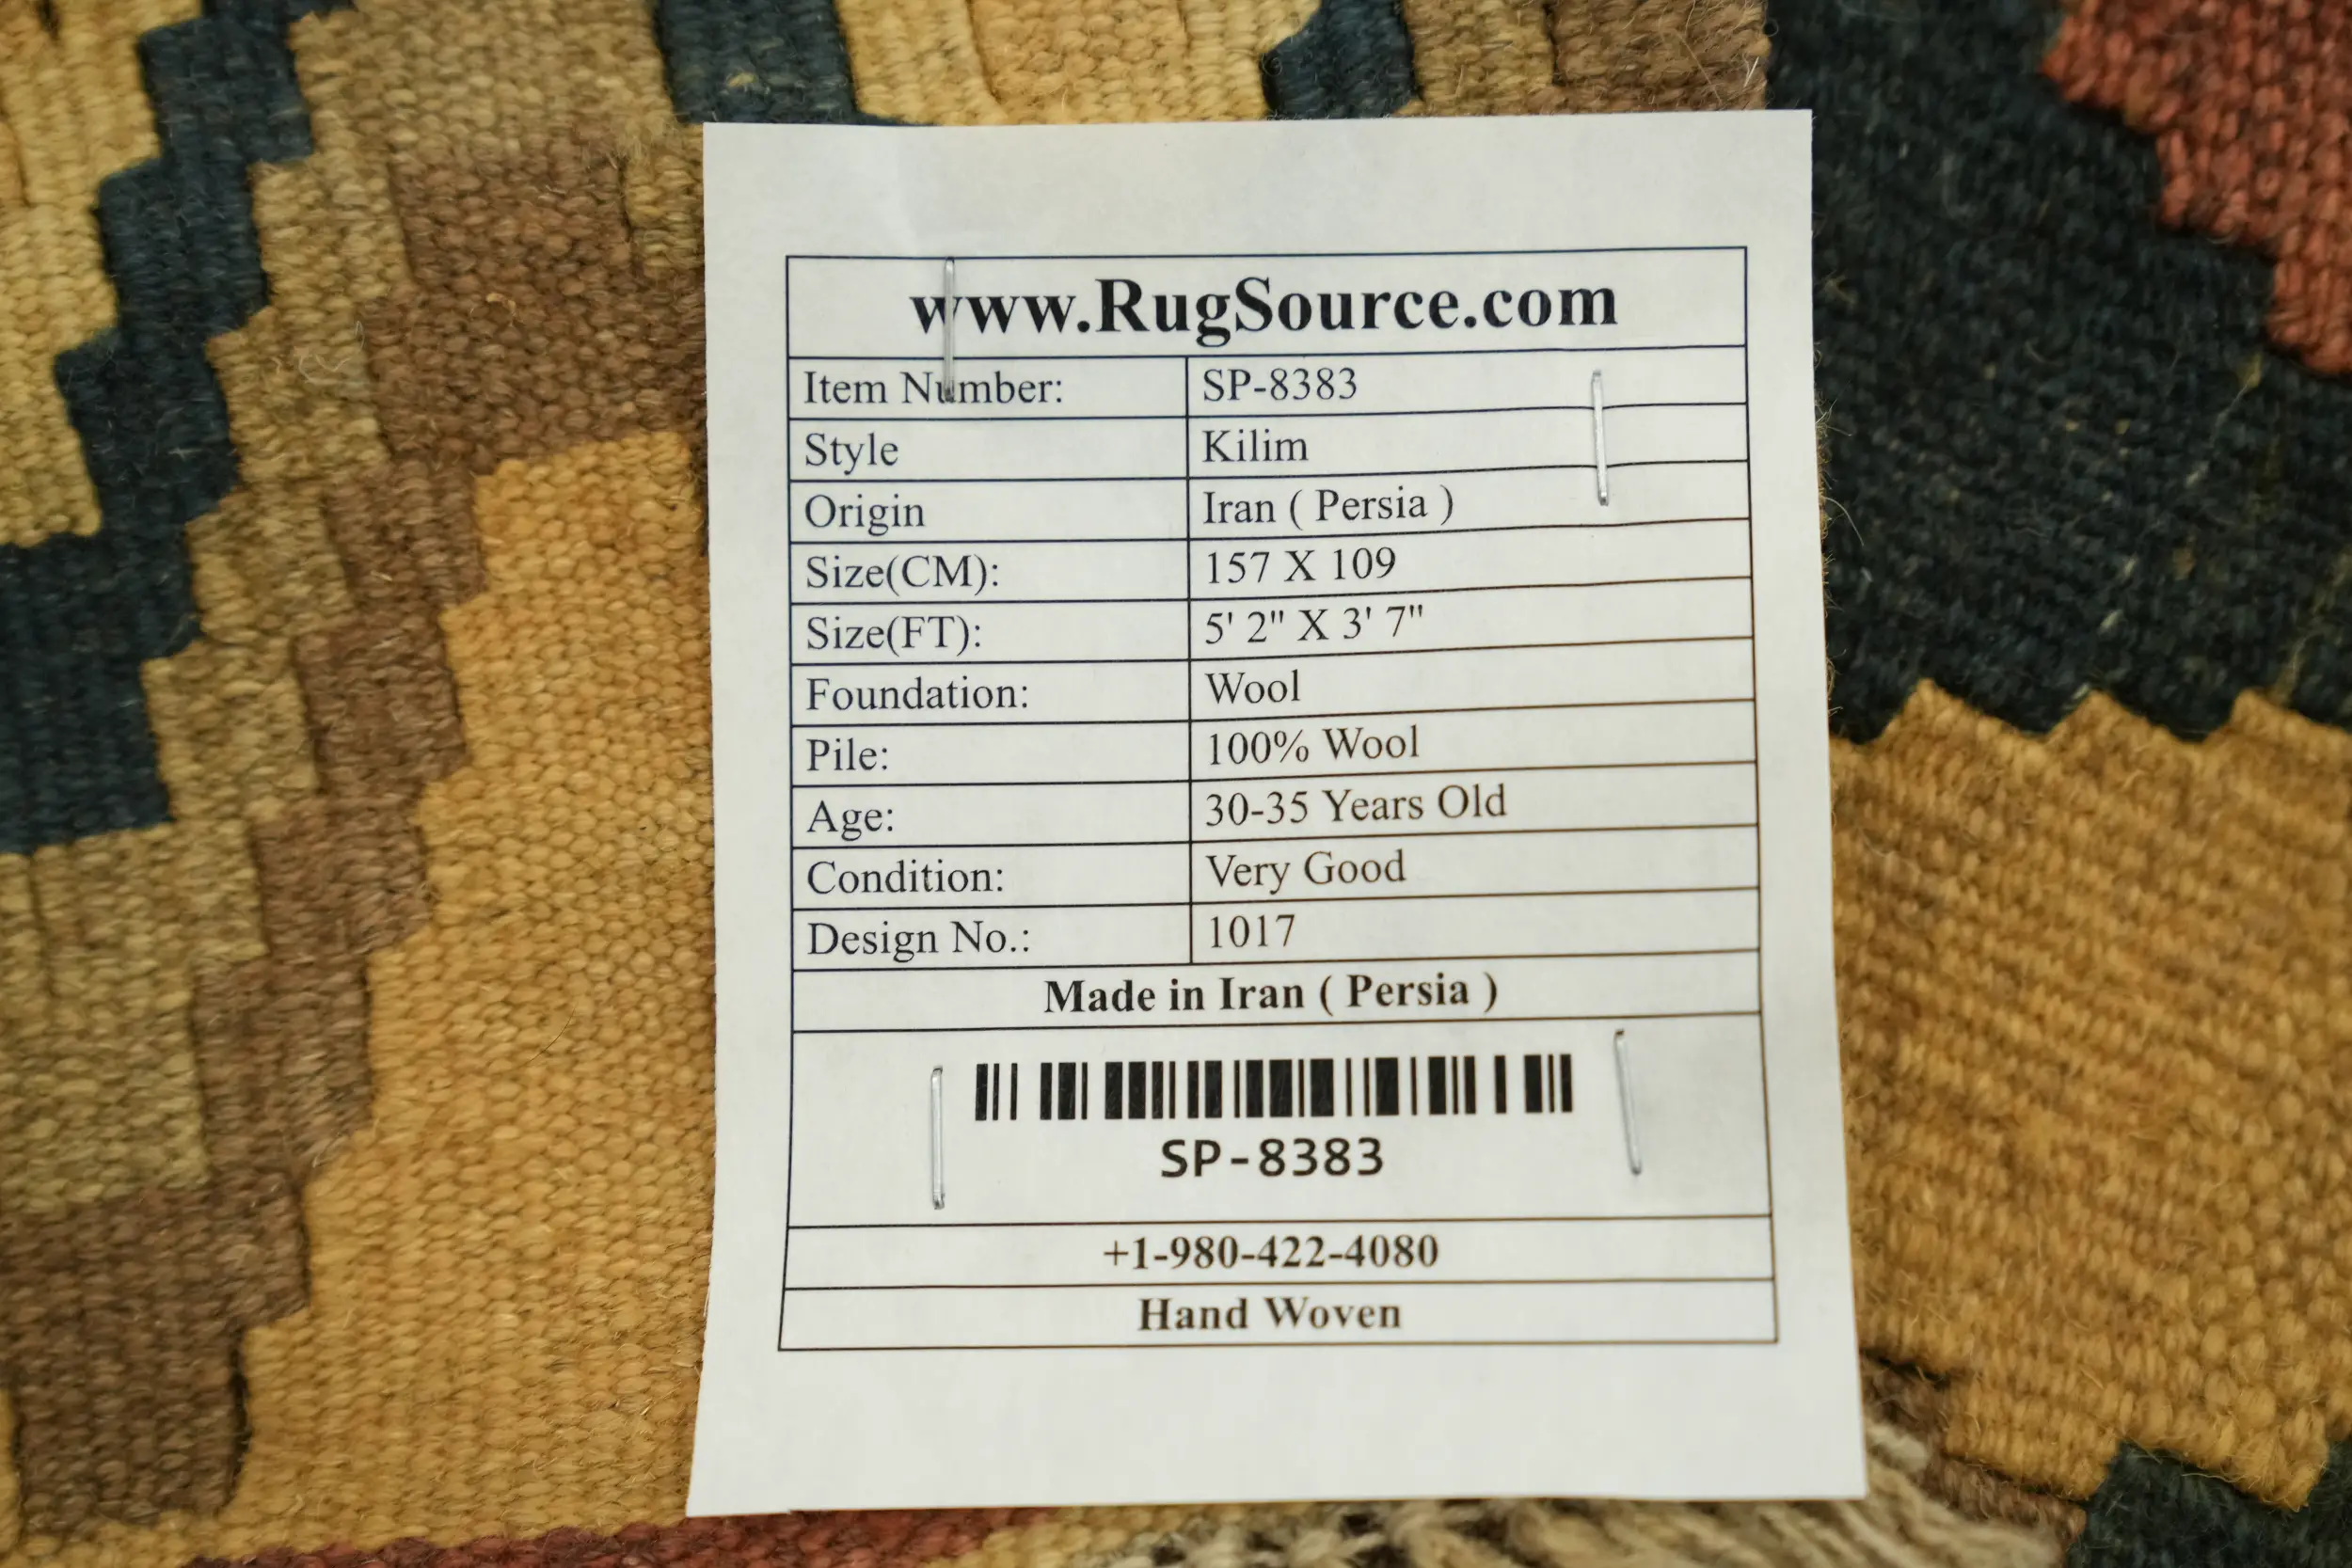 www.RugSource.com
Item Number: SP-8383
Style Kilim
Origin Iran ( Persia )
Size(CM): 157 X 109
Size(FT): 5' 2" X 3' 7"
Foundation: Wool
Pile: 100% Wool
Age: 30-35 Years Old
Condition: Very Good
Design No.: 1017
Made in Iran ( Persia )
SP-8383
+1-980-422-4080
Hand Woven